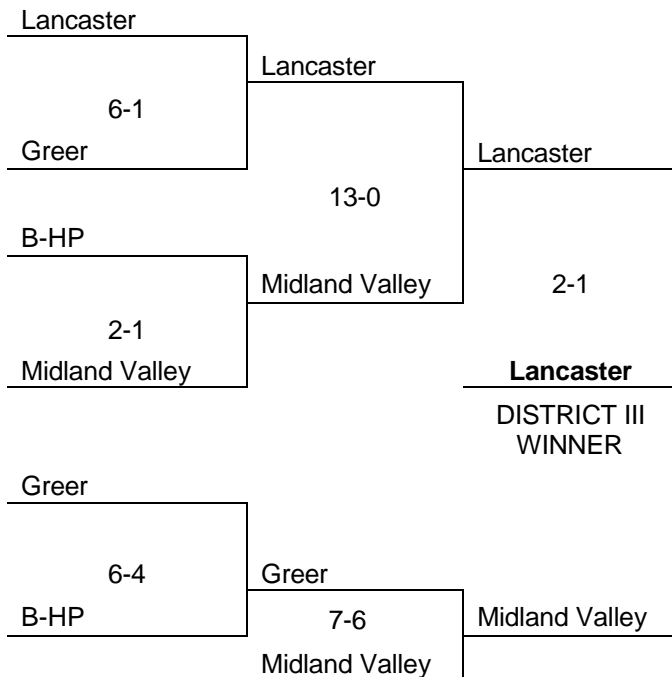 Lancaster
Lancaster
6-1
Greer
Lancaster
13-0
B-HP
Midland Valley
2-1
2-1
Midland Valley
Lancaster
DISTRICT III
WINNER
Greer
6-4
Greer
B-HP
7-6
Midland Valley
Midland Valley